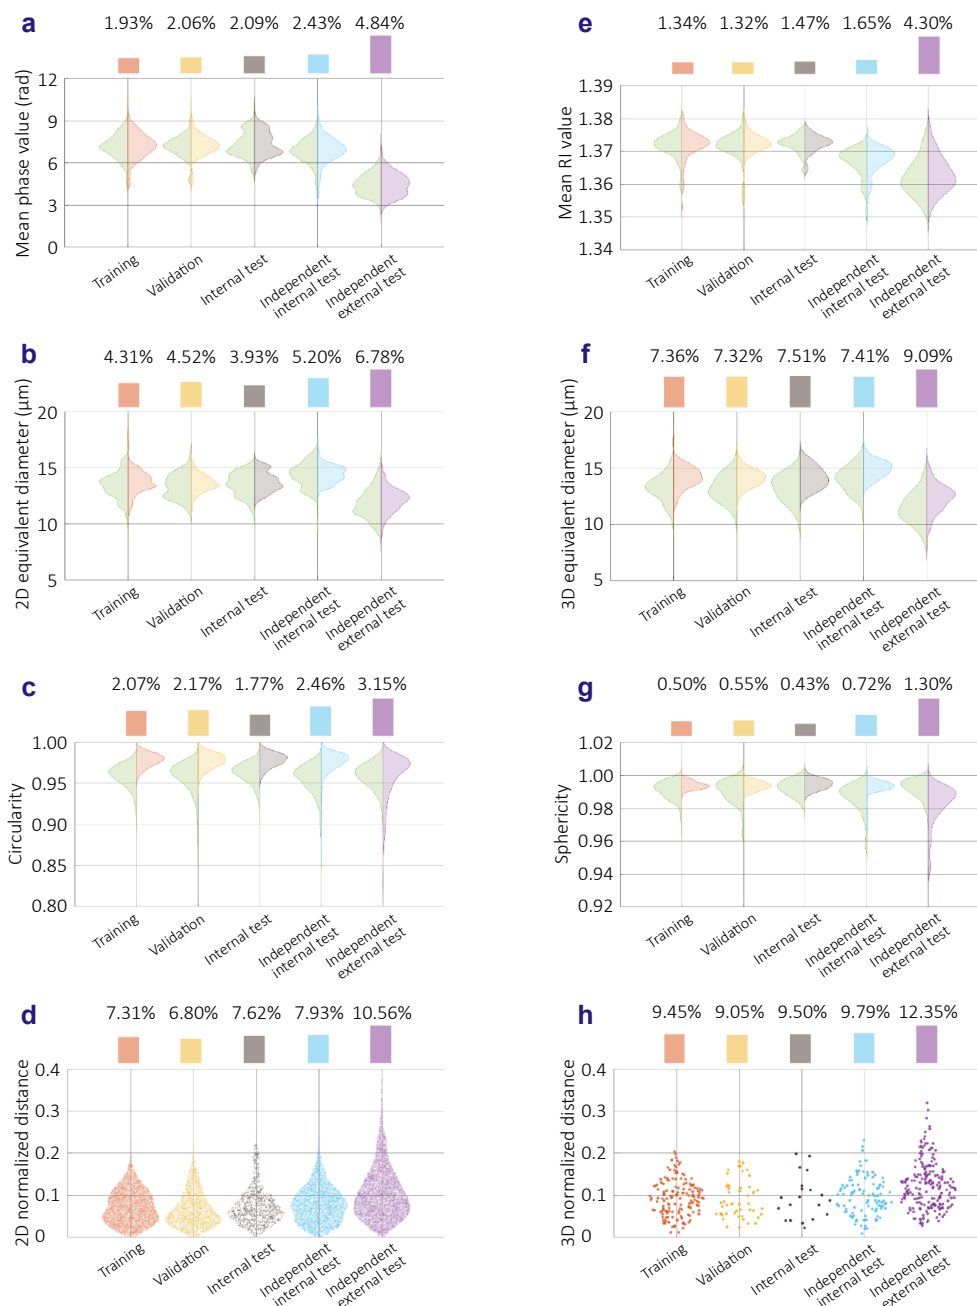 a
1.93% 2.06% 2.09% 2.43% 4.84%
Mean phase value (rad)
12
9
6
3
0
Training
Validation
Internal test
Independent
internal test
Independent
external test
e
1.34% 1.32% 1.47% 1.65% 4.30%
Mean RI value
1.39
1.38
1.37
1.36
1.35
1.34
Training
Validation
Internal test
Independent
internal test
Independent
external test
b
4.31% 4.52% 3.93% 5.20% 6.78%
2D equivalent diameter (μm)
20
15
10
5
Training
Validation
Internal test
Independent
internal test
Independent
external test
f
7.36% 7.32% 7.51% 7.41% 9.09%
3D equivalent diameter (μm)
20
15
10
5
Training
Validation
Internal test
Independent
internal test
Independent
external test
c
2.07% 2.17% 1.77% 2.46% 3.15%
Circularity
1.00
0.95
0.90
0.85
0.80
Training
Validation
Internal test
Independent
internal test
Independent
external test
g
0.50% 0.55% 0.43% 0.72% 1.30%
Sphericity
1.02
1.00
0.98
0.96
0.94
0.92
Training
Validation
Internal test
Independent
internal test
Independent
external test
d
7.31% 6.80% 7.62% 7.93% 10.56%
2D normalized distance
0.4
0.3
0.2
0.1
0
Training
Validation
Internal test
Independent
internal test
Independent
external test
h
9.45% 9.05% 9.50% 9.79% 12.35%
3D normalized distance
0.4
0.3
0.2
0.1
0
Training
Validation
Internal test
Independent
internal test
Independent
external test